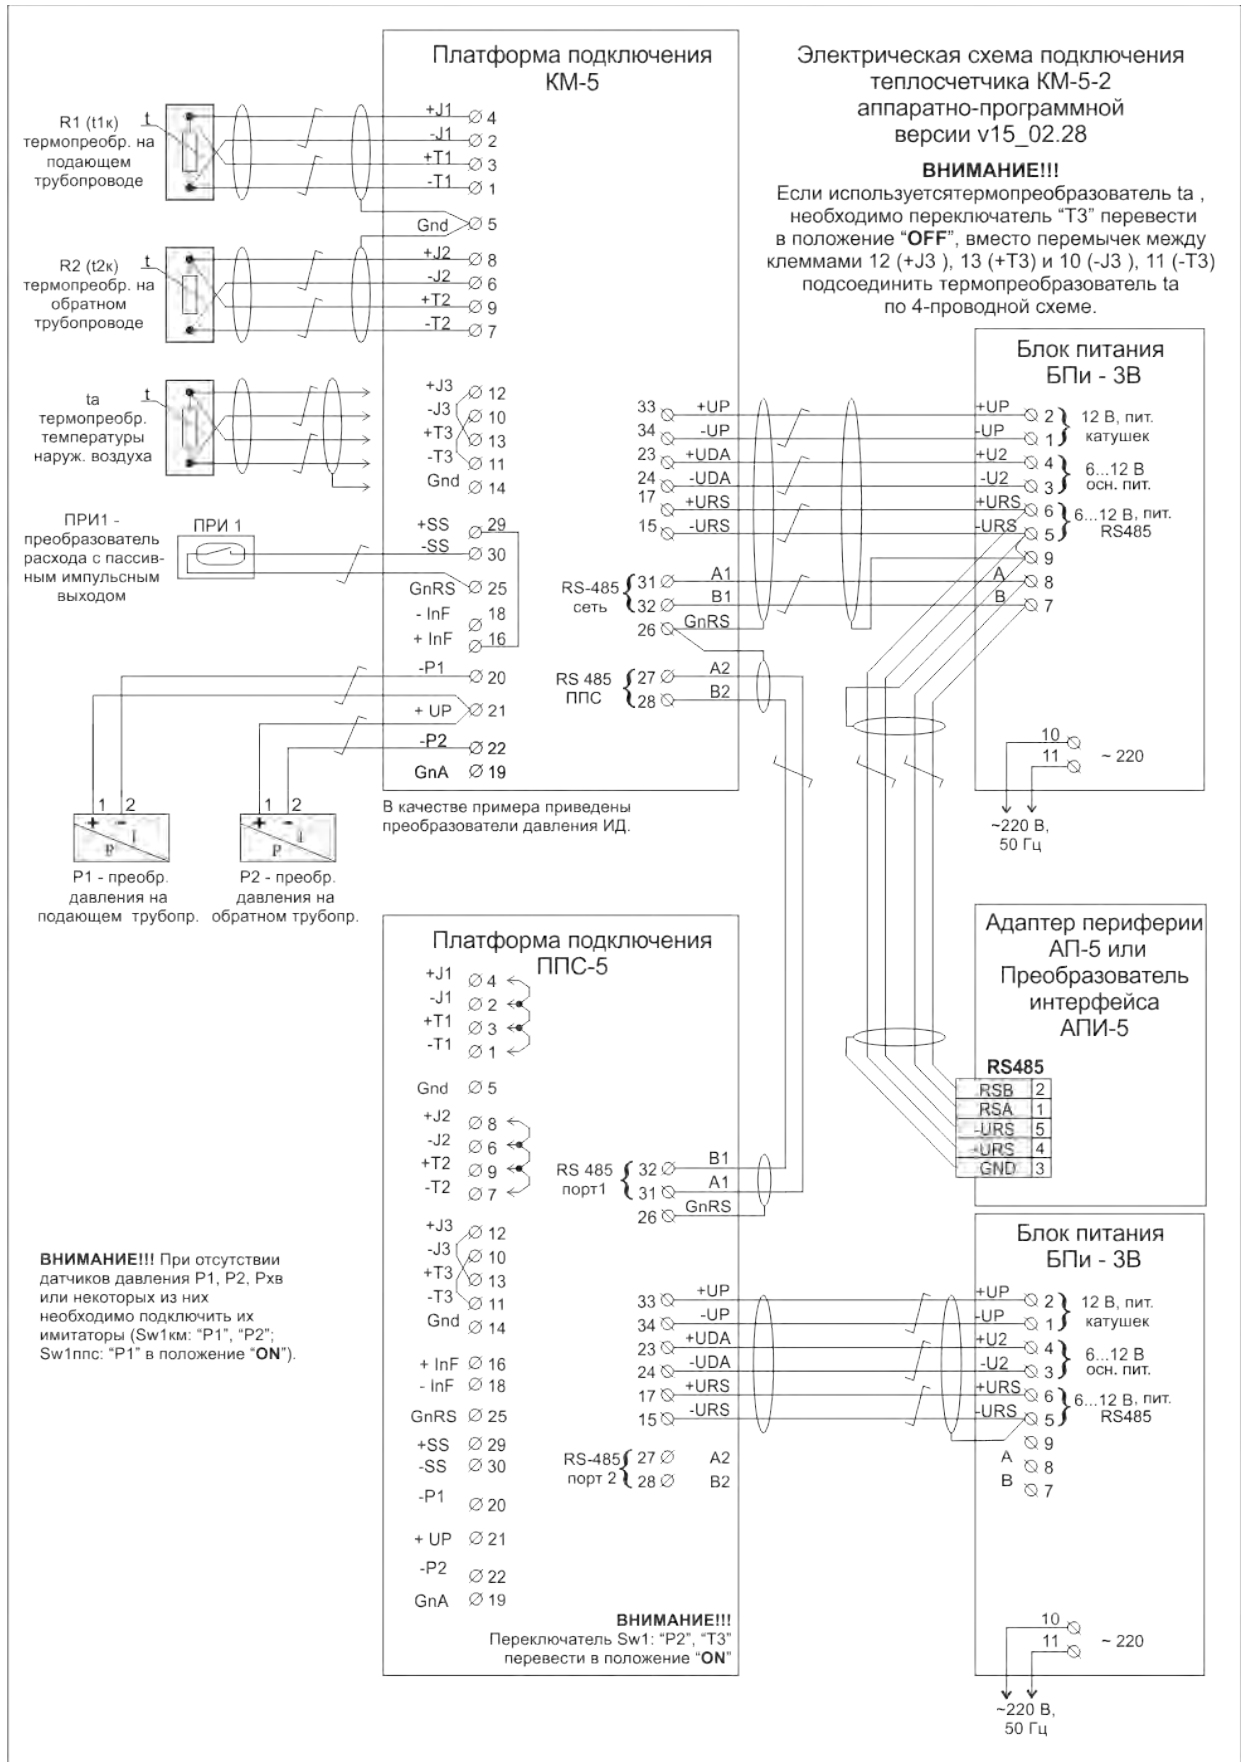 Платформа подключения
КМ-5
Электрическая схема подключения
теплосчетчика КМ-5-2
аппаратно-программной
версии v15_02.28
ВНИМАНИЕ!!!
Если используетсятермопреобразователь ta ,
необходимо переключатель “T3” перевести
в положение “OFF”, вместо перемычек между
клеммами 12 (+J3 ), 13 (+T3) и 10 (-J3 ), 11 (-T3)
подсоединить термопреобразователь ta
по 4-проводной схеме.
R1 (t1к)
термопреобр. на
подающем
трубопроводе
t
+J1 4
-J1 2
+T1 3
-T1 1
Gnd 5
R2 (t2к)
термопреобр. на
обратном
трубопроводе
t
+J2 8
-J2 6
+T2 9
-T2 7
ta
термопреобр.
температуры
наруж. воздуха
t
+J3 12
-J3 10
+T3 13
-T3 11
Gnd 14
ПРИ1 -
преобразователь
расхода с пассив-
ным импульсным
выходом
ПРИ 1
+SS 29
-SS 30
GnRS 25
- InF 18
+ InF 16
-P1 20
+ UP 21
-P2 22
GnA 19
33 +UP
34 -UP
23 +UDA
24 -UDA
17 +URS
15 -URS
RS-485
сеть
31 A1
32 B1
26 GnRS
RS 485
ППС
27 A2
28 B2
Блок питания
БПи - 3В
+UP 2
-UP 1
12 В, пит.
катушек
+U2 4
-U2 3
6...12 В
осн. пит.
+URS 6
-URS 5
6...12 В, пит.
RS485
9
A 8
B 7
10
11
~ 220
~220 В,
50 Гц
1 2
+ -
I
P
P1 - преобр.
давления на
подающем трубопр.
1 2
+ -
I
P
P2 - преобр.
давления на
обратном трубопр.
В качестве примера приведены
преобразователи давления ИД.
Адаптер периферии
АП-5 или
Преобразователь
интерфейса
АПИ-5
RS485
RSB 2
RSA 1
-URS 5
URS 4
GND 3
Платформа подключения
ППС-5
+J1 4
-J1 2
+T1 3
-T1 1
Gnd 5
+J2 8
-J2 6
+T2 9
-T2 7
+J3 12
-J3 10
+T3 13
-T3 11
Gnd 14
+ InF 16
- InF 18
GnRS 25
+SS 29
-SS 30
-P1 20
+ UP 21
-P2 22
GnA 19
RS 485
порт1
32 B1
31 A1
26 GnRS
33 +UP
34 -UP
23 +UDA
24 -UDA
17 +URS
15 -URS
RS-485
порт 2
27 A2
28 B2
ВНИМАНИЕ!!!
Переключатель Sw1: “P2”, “T3”
перевести в положение “ON”
ВНИМАНИЕ!!! При отсутствии
датчиков давления P1, P2, Pхв
или некоторых из них
необходимо подключить их
имитаторы (Sw1км: “P1”, “P2”;
Sw1ппс: “P1” в положение “ON”).
Блок питания
БПи - 3В
+UP 2
-UP 1
12 В, пит.
катушек
+U2 4
-U2 3
6...12 В
осн. пит.
+URS 6
-URS 5
6...12 В, пит.
RS485
9
A 8
B 7
10
11
~ 220
~220 В,
50 Гц